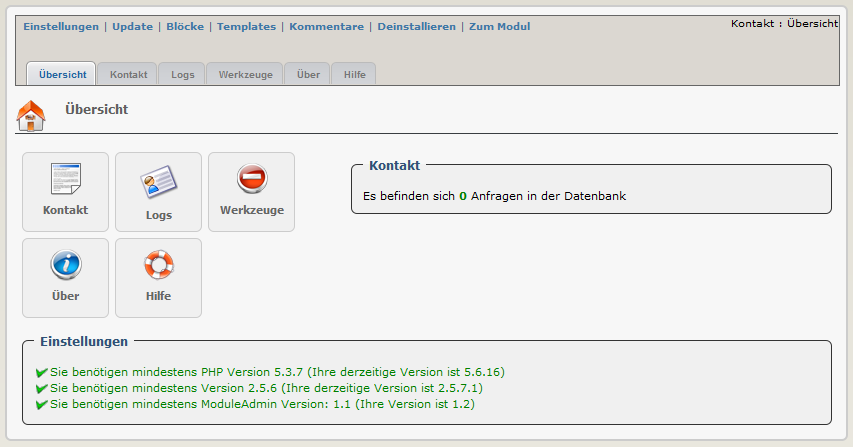 Einstellungen | Update | Blöcke | Templates | Kommentare | Deinstallieren | Zum Modul
Kontakt : Übersicht
Übersicht Kontakt Logs Werkzeuge Über Hilfe
Übersicht
Kontakt
Logs
Werkzeuge
Über
Hilfe
Kontakt
Es befinden sich 0 Anfragen in der Datenbank
Einstellungen
Sie benötigen mindestens PHP Version 5.3.7 (Ihre derzeitige Version ist 5.6.16)
Sie benötigen mindestens Version 2.5.6 (Ihre derzeitige Version ist 2.5.7.1)
Sie benötigen mindestens ModuleAdmin Version: 1.1 (Ihre Version ist 1.2)